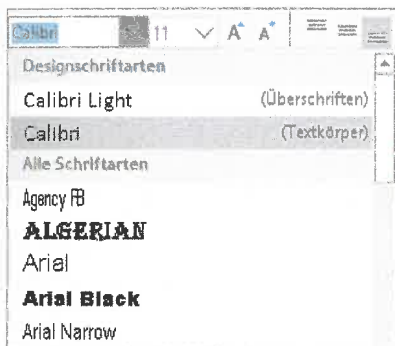 Calibri 11 A A
Designschriftarten
Calibri Light (Überschriften)
Calibri (Textkörper)
Alle Schriftarten
Agency FB
ALGERIAN
Arial
Arial Black
Arial Narrow